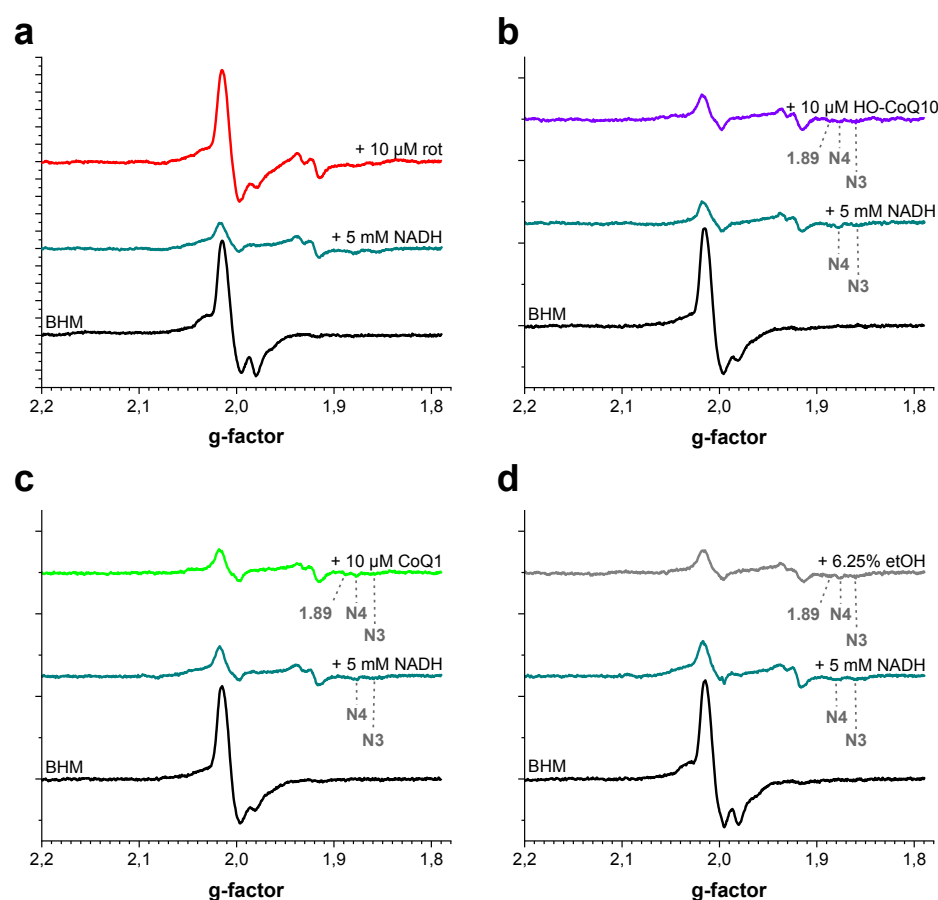 a
+ 10 µM rot
+ 5 mM NADH
BHM
2,2 2,1 2,0 1,9 1,8
g-factor
b
+ 10 µM HO-CoQ10
1.89 N4
N3
+ 5 mM NADH
N4
N3
BHM
2,2 2,1 2,0 1,9 1,8
g-factor
c
+ 10 µM CoQ1
1.89 N4
N3
+ 5 mM NADH
N4
N3
BHM
2,2 2,1 2,0 1,9 1,8
g-factor
d
+ 6.25% etOH
1.89 N4
N3
+ 5 mM NADH
N4
N3
BHM
2,2 2,1 2,0 1,9 1,8
g-factor